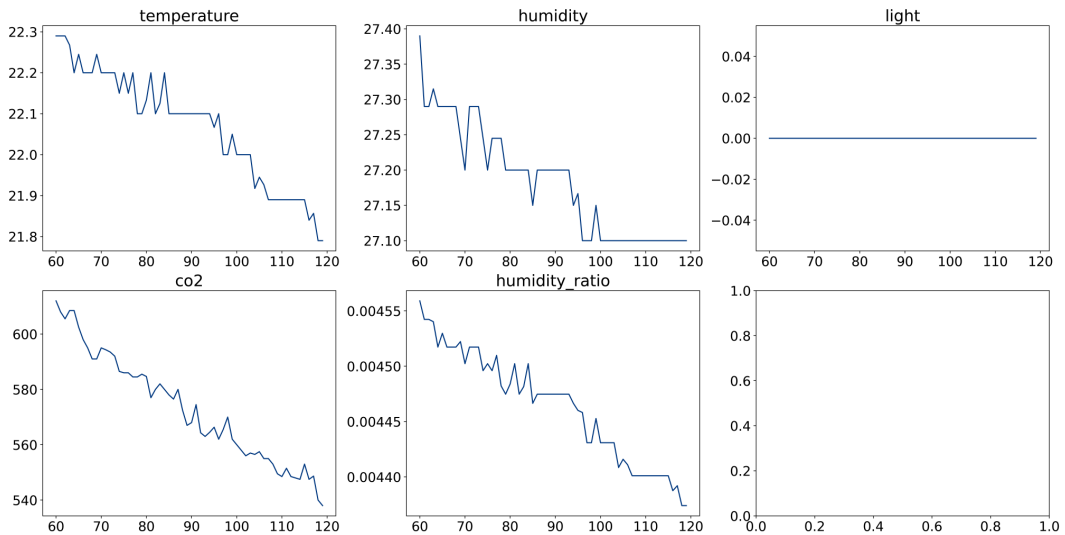 temperature
22.3
22.2
22.1
22.0
21.9
21.8
60 70 80 90 100 110 120
humidity
27.40
27.35
27.30
27.25
27.20
27.15
27.10
60 70 80 90 100 110 120
light
0.04
0.02
0.00
−0.02
−0.04
60 70 80 90 100 110 120
co2
600
580
560
540
60 70 80 90 100 110 120
humidity_ratio
0.00455
0.00450
0.00445
0.00440
60 70 80 90 100 110 120
1.0
0.8
0.6
0.4
0.2
0.0
0.0 0.2 0.4 0.6 0.8 1.0